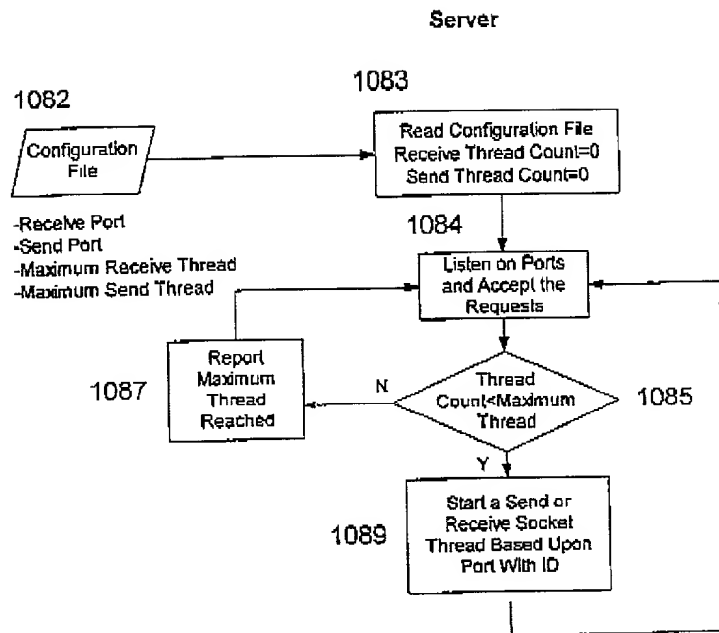 Server
1082
Configuration
File
-Receive Port
-Send Port
-Maximum Receive Thread
-Maximum Send Thread
1083
Read Configuration File
Receive Thread Count=0
Send Thread Count=0
1084
Listen on Ports
and Accept the
Requests
1087
Report
Maximum
Thread
Reached
N
Thread
Count<Maximum
Thread
1085
Y
1089
Start a Send or
Receive Socket
Thread Based Upon
Port With ID